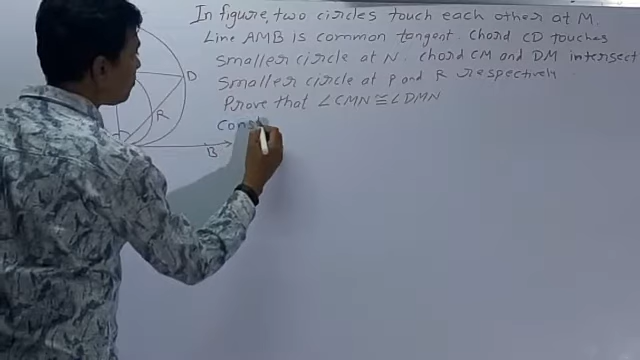 In figure, two circles touch each other at M.
Line AMB is common tangent. Chord CD touches
smaller circle at N. Chord CM and DM intersect
Smaller circle at P and R respectively.
Prove that ∠CMN ≅ ∠DMN
Const
D
R
B